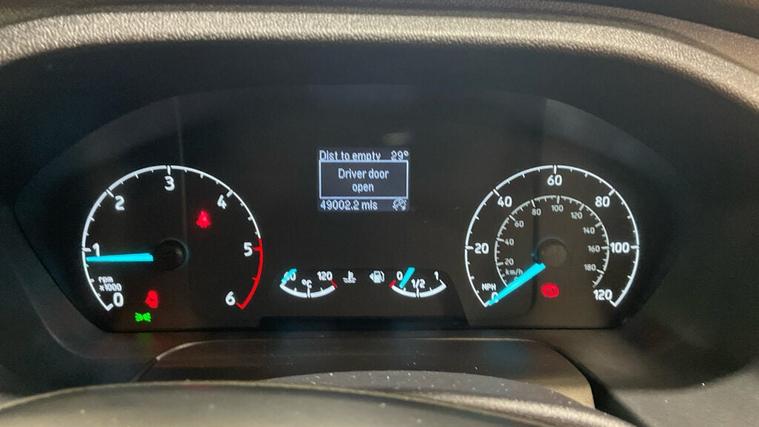 Dist to empty 29°
Driver door
open
49002.2 mls
0 1 2 3 4 5 6
rpm
x1000
60 120
°C
0 1/2 1
0 20 40 60 80 100 120
MPH
20 40 60 80 100 120 140 160 180
km/h